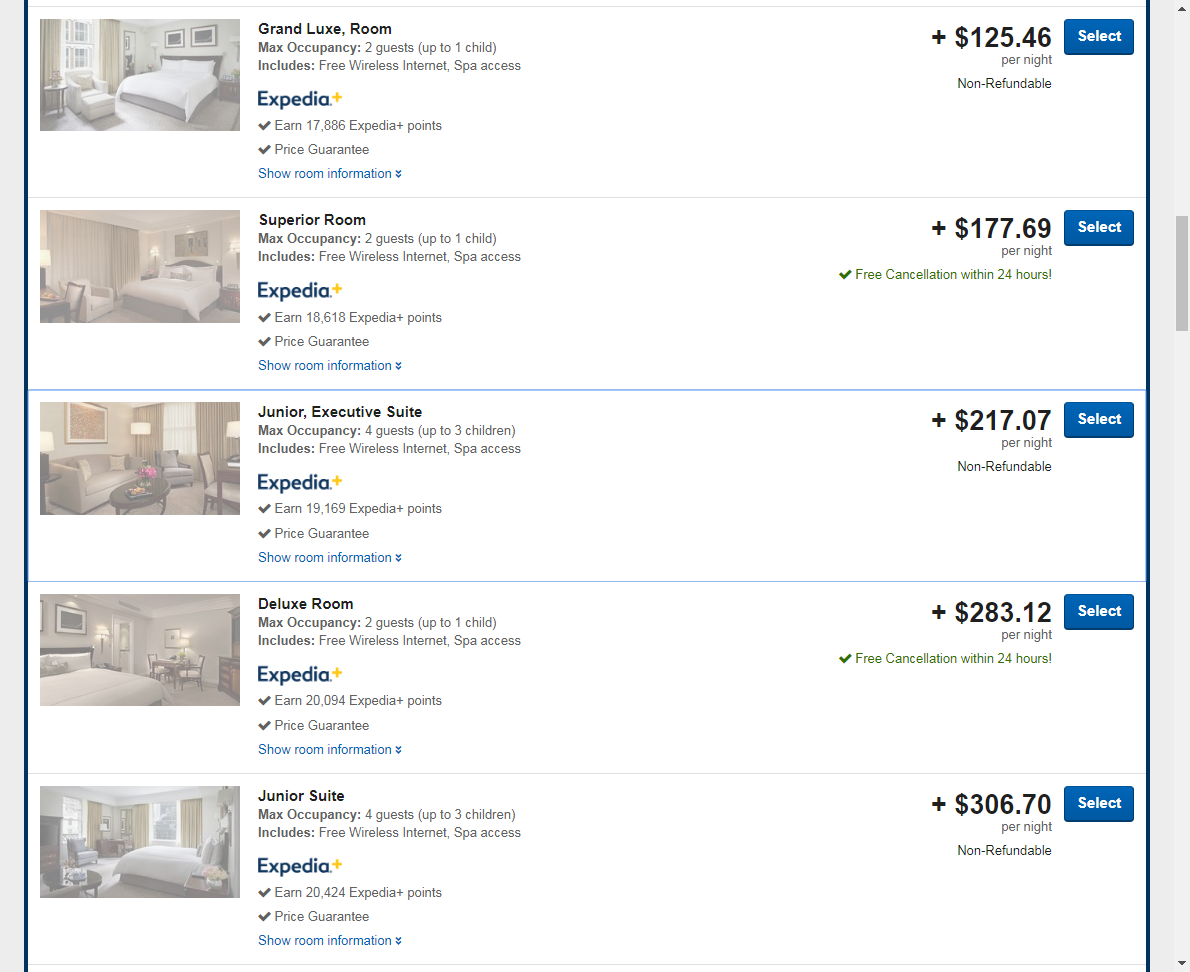 Grand Luxe, Room
Max Occupancy: 2 guests (up to 1 child)
Includes: Free Wireless Internet, Spa access
Expedia+
Earn 17,886 Expedia+ points
Price Guarantee
Show room information
+ $125.46
per night
Non-Refundable
Select
Superior Room
Max Occupancy: 2 guests (up to 1 child)
Includes: Free Wireless Internet, Spa access
Expedia+
Earn 18,618 Expedia+ points
Price Guarantee
Show room information
+ $177.69
per night
Free Cancellation within 24 hours!
Select
Junior, Executive Suite
Max Occupancy: 4 guests (up to 3 children)
Includes: Free Wireless Internet, Spa access
Expedia+
Earn 19,169 Expedia+ points
Price Guarantee
Show room information
+ $217.07
per night
Non-Refundable
Select
Deluxe Room
Max Occupancy: 2 guests (up to 1 child)
Includes: Free Wireless Internet, Spa access
Expedia+
Earn 20,094 Expedia+ points
Price Guarantee
Show room information
+ $283.12
per night
Free Cancellation within 24 hours!
Select
Junior Suite
Max Occupancy: 4 guests (up to 3 children)
Includes: Free Wireless Internet, Spa access
Expedia+
Earn 20,424 Expedia+ points
Price Guarantee
Show room information
+ $306.70
per night
Non-Refundable
Select